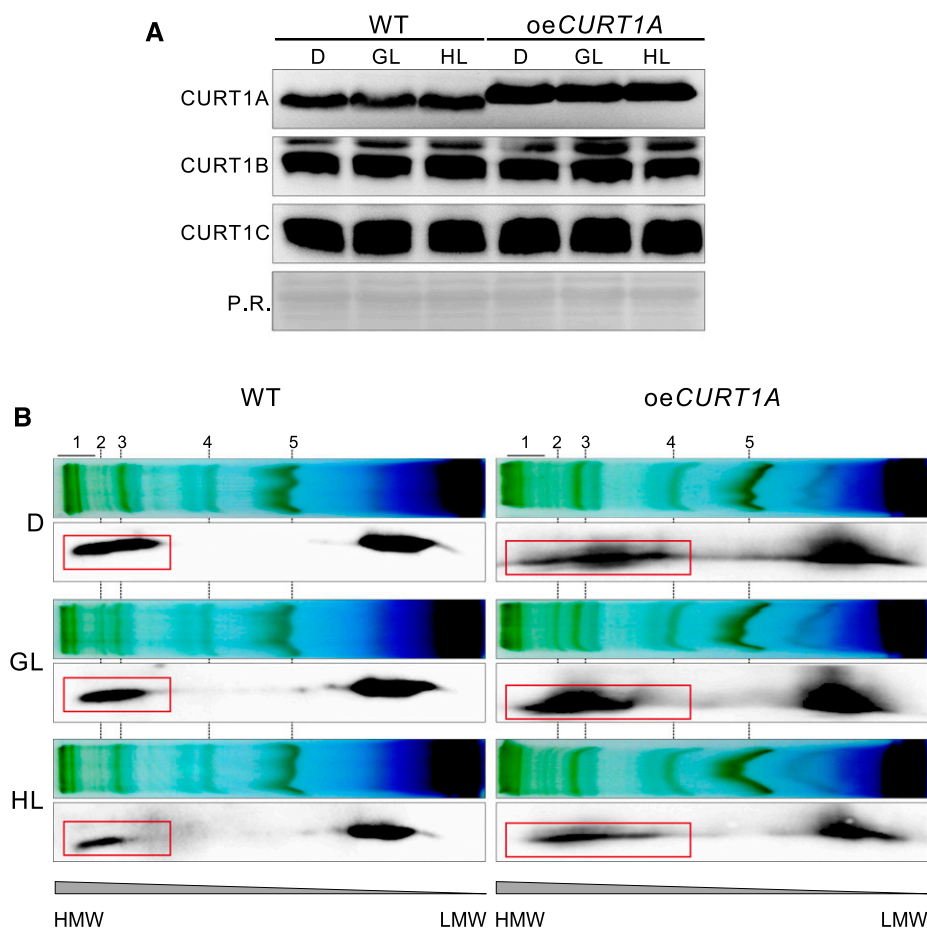 A
WT oeCURT1A
D GL HL D GL HL
CURT1A
CURT1B
CURT1C
P.R.
B
WT oeCURT1A
1 2 3 4 5 1 2 3 4 5
D
GL
HL
HMW LMW HMW LMW